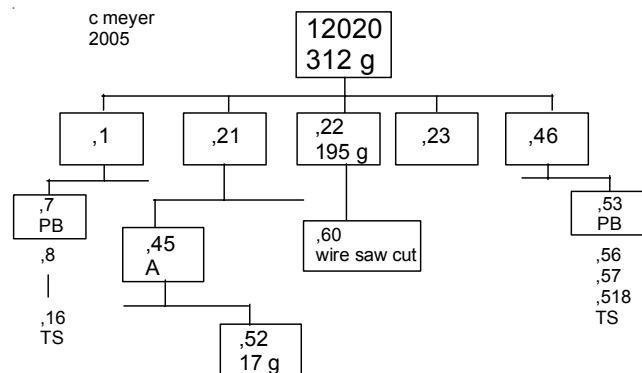 c meyer
2005
12020
312 g
,1
,21
,22
195 g
,23
,46
,7
PB
,8
,16
TS
,45
A
,52
17 g
,60
wire saw cut
,53
PB
,56
,57
,518
TS